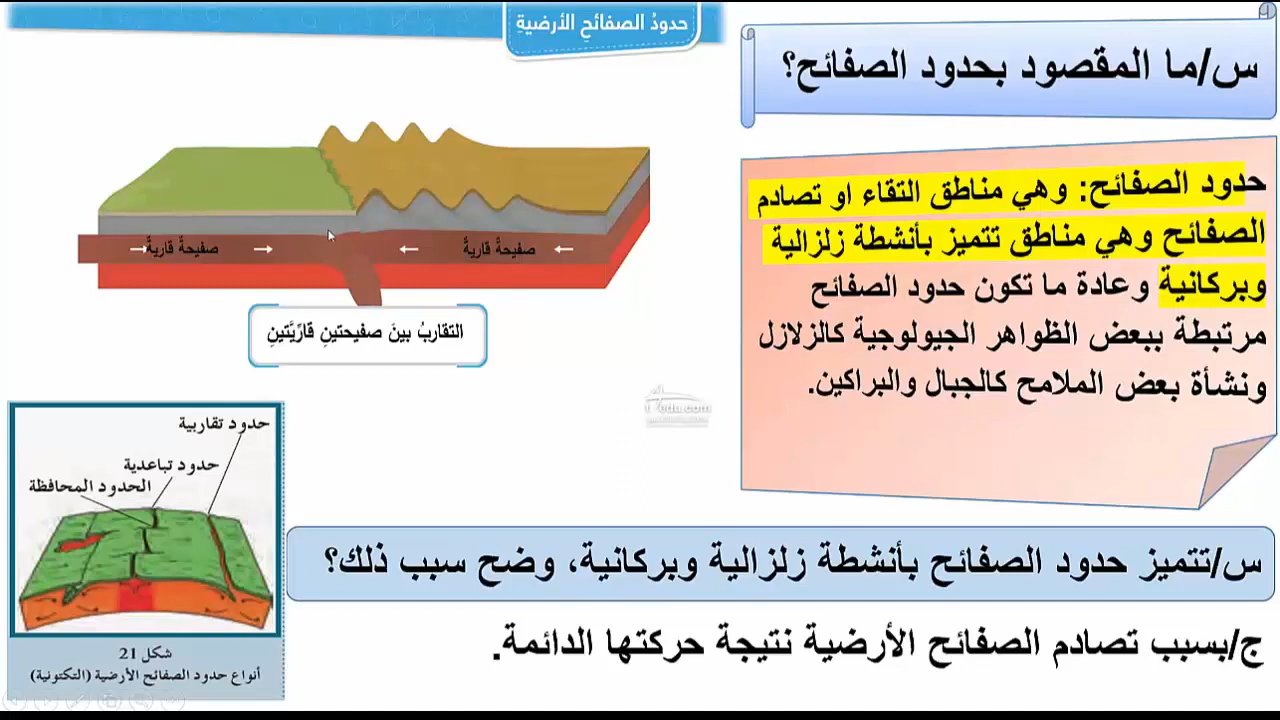 حدودُ الصفائحِ الأرضيةِ
س/ما المقصود بحدود الصفائح؟
حدود الصفائح: وهي مناطق التقاء او تصادم
الصفائح وهي مناطق تتميز بأنشطة زلزالية
وبركانية وعادة ما تكون حدود الصفائح
مرتبطة ببعض الظواهر الجيولوجية كالزلازل
ونشأة بعض الملامح كالجبال والبراكين.
صفيحةٌ قاريةٌ
صفيحةٌ قاريةٌ
التقاربُ بينَ صفيحتينِ قارِّيَّتينِ
حدود تقاربية
حدود تباعدية
الحدود المحافظة
شكل 21
أنواع حدود الصفائح الأرضية (التكتونية)
س/تتميز حدود الصفائح بأنشطة زلزالية وبركانية، وضح سبب ذلك؟
ج/بسبب تصادم الصفائح الأرضية نتيجة حركتها الدائمة.